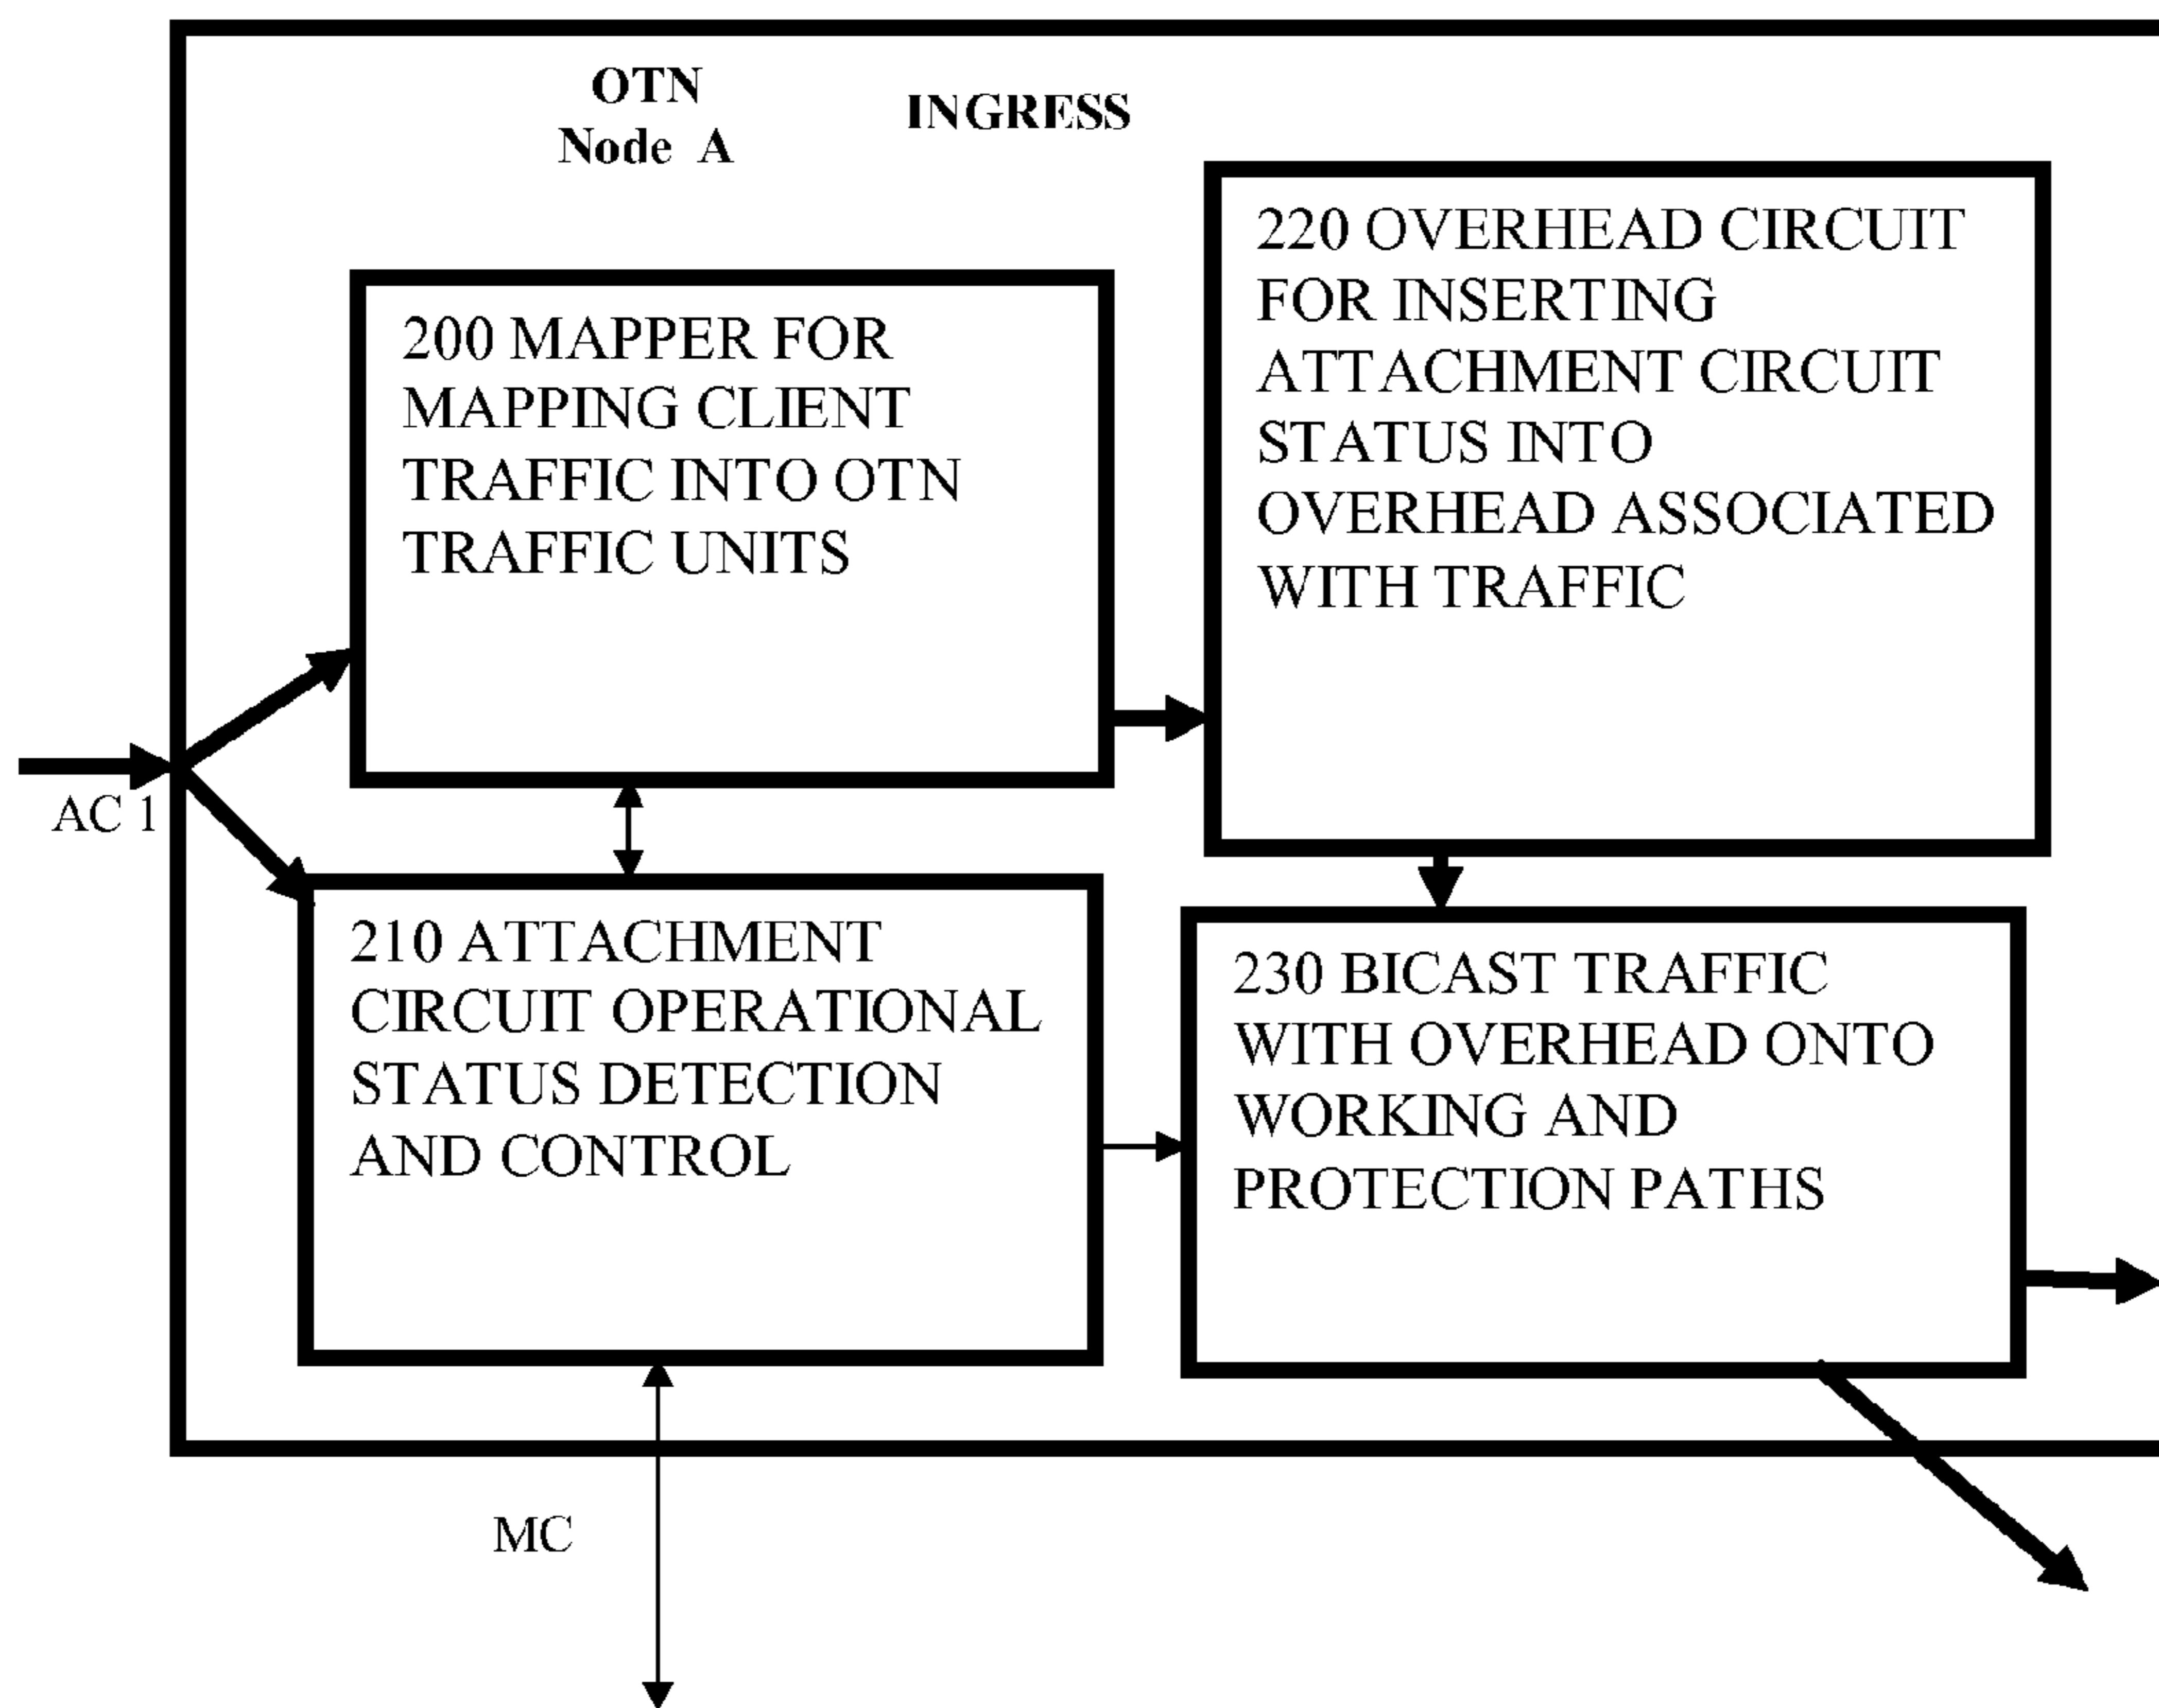 OTN
Node A
INGRESS
200 MAPPER FOR
MAPPING CLIENT
TRAFFIC INTO OTN
TRAFFIC UNITS
220 OVERHEAD CIRCUIT
FOR INSERTING
ATTACHMENT CIRCUIT
STATUS INTO
OVERHEAD ASSOCIATED
WITH TRAFFIC
AC 1
210 ATTACHMENT
CIRCUIT OPERATIONAL
STATUS DETECTION
AND CONTROL
230 BICAST TRAFFIC
WITH OVERHEAD ONTO
WORKING AND
PROTECTION PATHS
MC